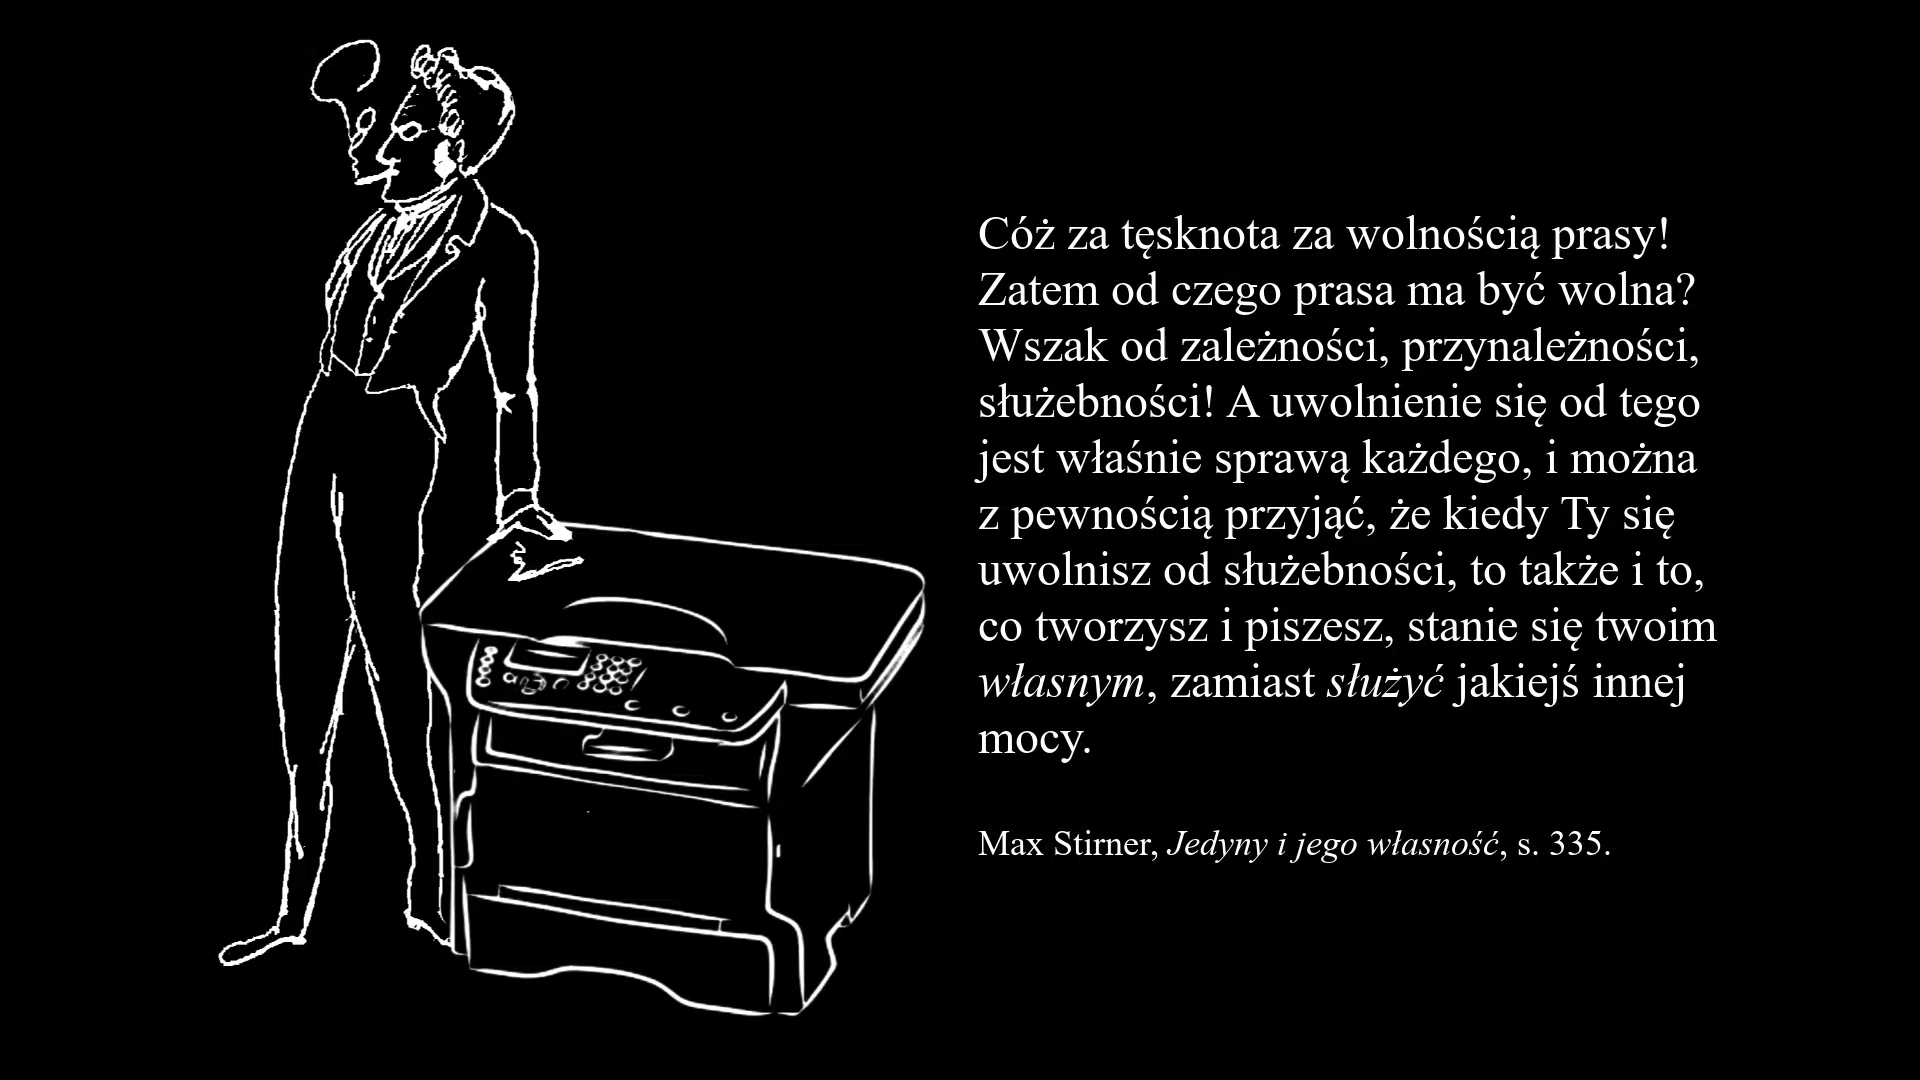 Cóż za tęsknota za wolnością prasy!
Zatem od czego prasa ma być wolna?
Wszak od zależności, przynależności,
służebności! A uwolnienie się od tego
jest właśnie sprawą każdego, i można
z pewnością przyjąć, że kiedy Ty się
uwolnisz od służebności, to także i to,
co tworzysz i piszesz, stanie się twoim
własnym, zamiast służyć jakiejś innej
mocy.
Max Stirner, Jedyny i jego własność, s. 335.